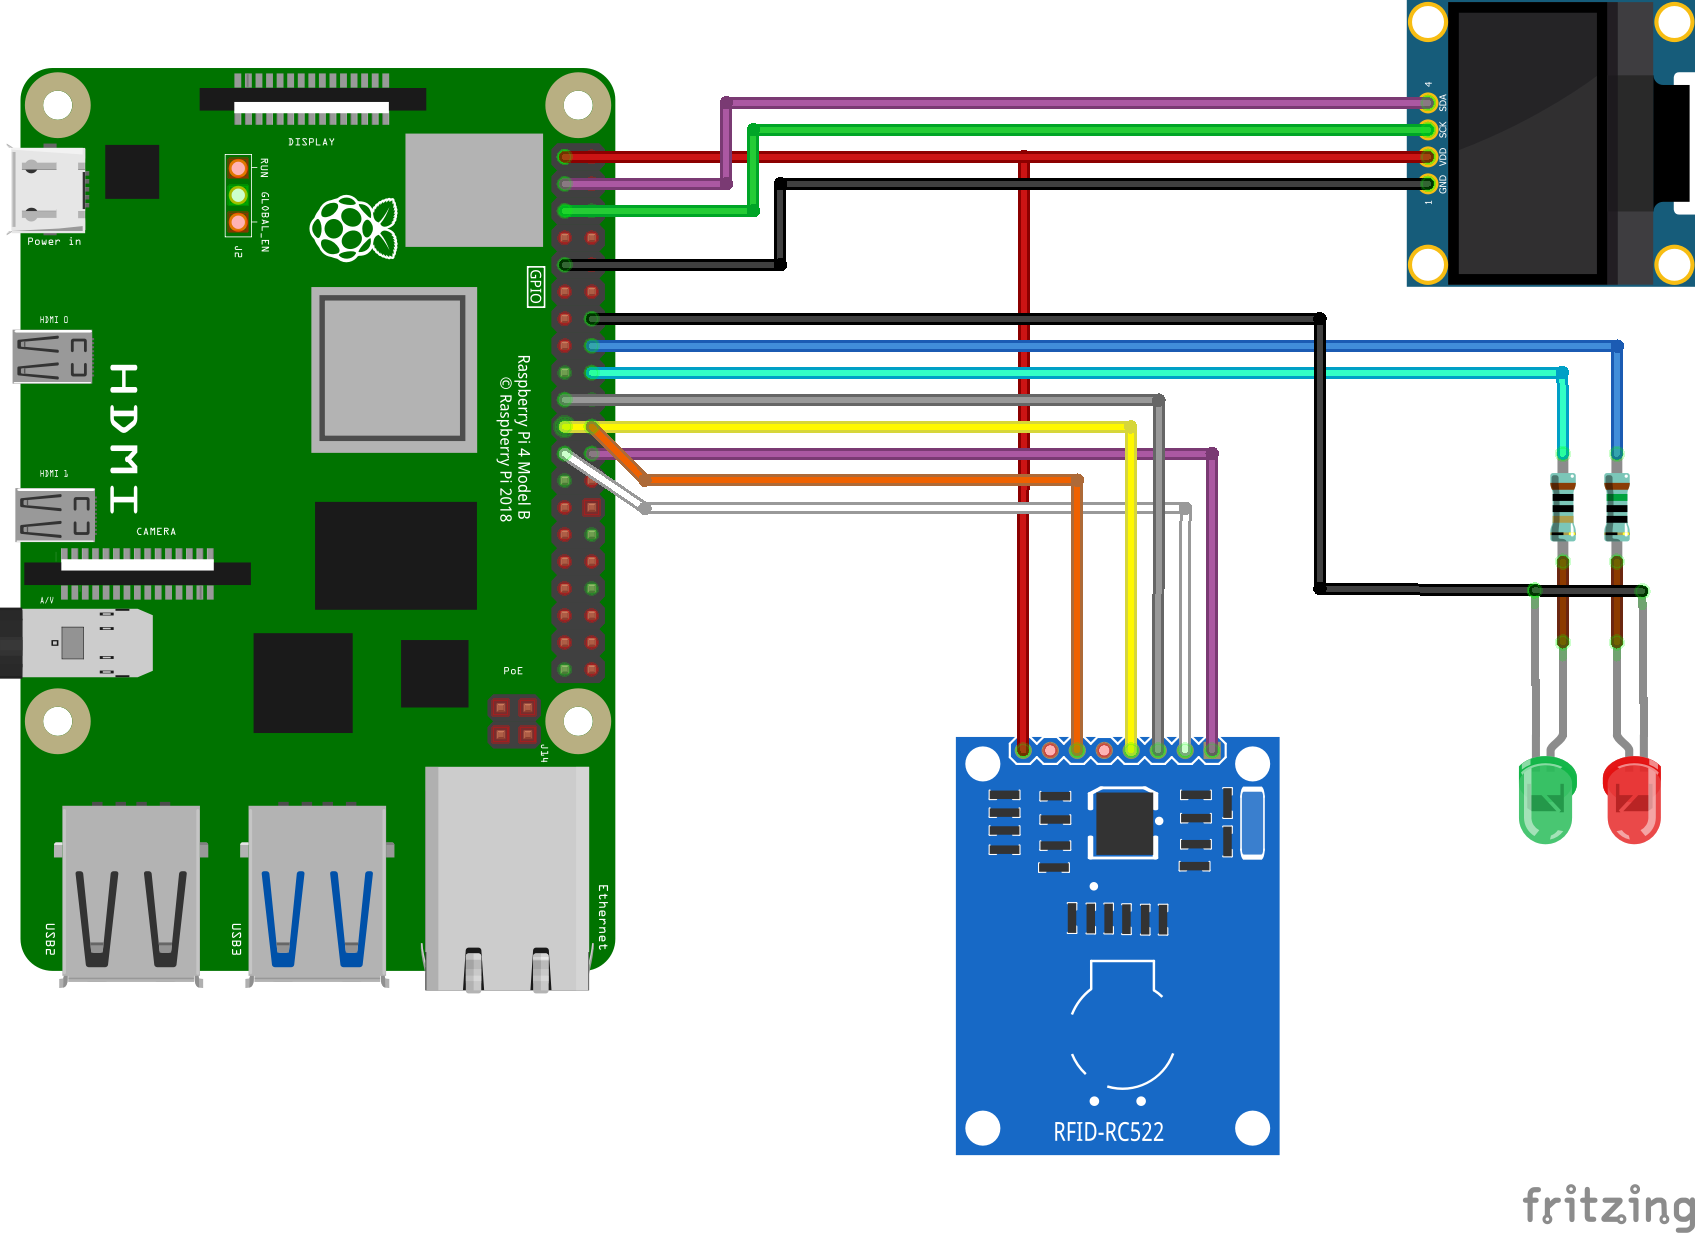 DISPLAY
RUN
GLOBAL_EN
J2
Power in
GPIO
HDMI 0
HDMI
Raspberry Pi 4 Model B
© Raspberry Pi 2018
HDMI 1
CAMERA
A/V
PoE
J14
USB2
USB3
Ethernet
4
SDA
SCK
VDD
GND
1
RFID-RC522
fritzing